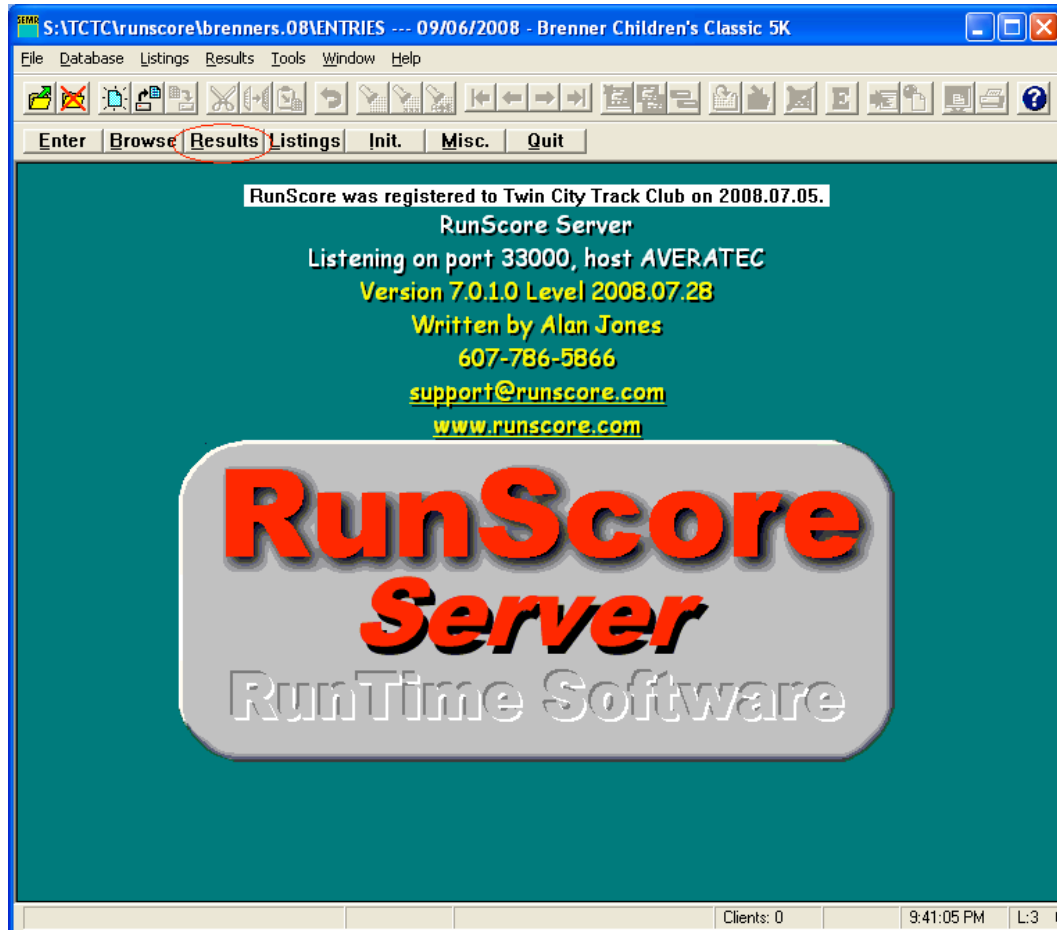 SEMR S:\TCTC\runscore\brenners.08\ENTRIES --- 09/06/2008 - Brenner Children's Classic 5K
File Database Listings Results Tools Window Help
E ?
Enter Browse Results Listings Init. Misc. Quit
RunScore was registered to Twin City Track Club on 2008.07.05.
RunScore Server
Listening on port 33000, host AVERATEC
Version 7.0.1.0 Level 2008.07.28
Written by Alan Jones
607-786-5866
support@runscore.com
www.runscore.com
RunScore
Server
RunTime Software
Clients: 0 9:41:05 PM L:3